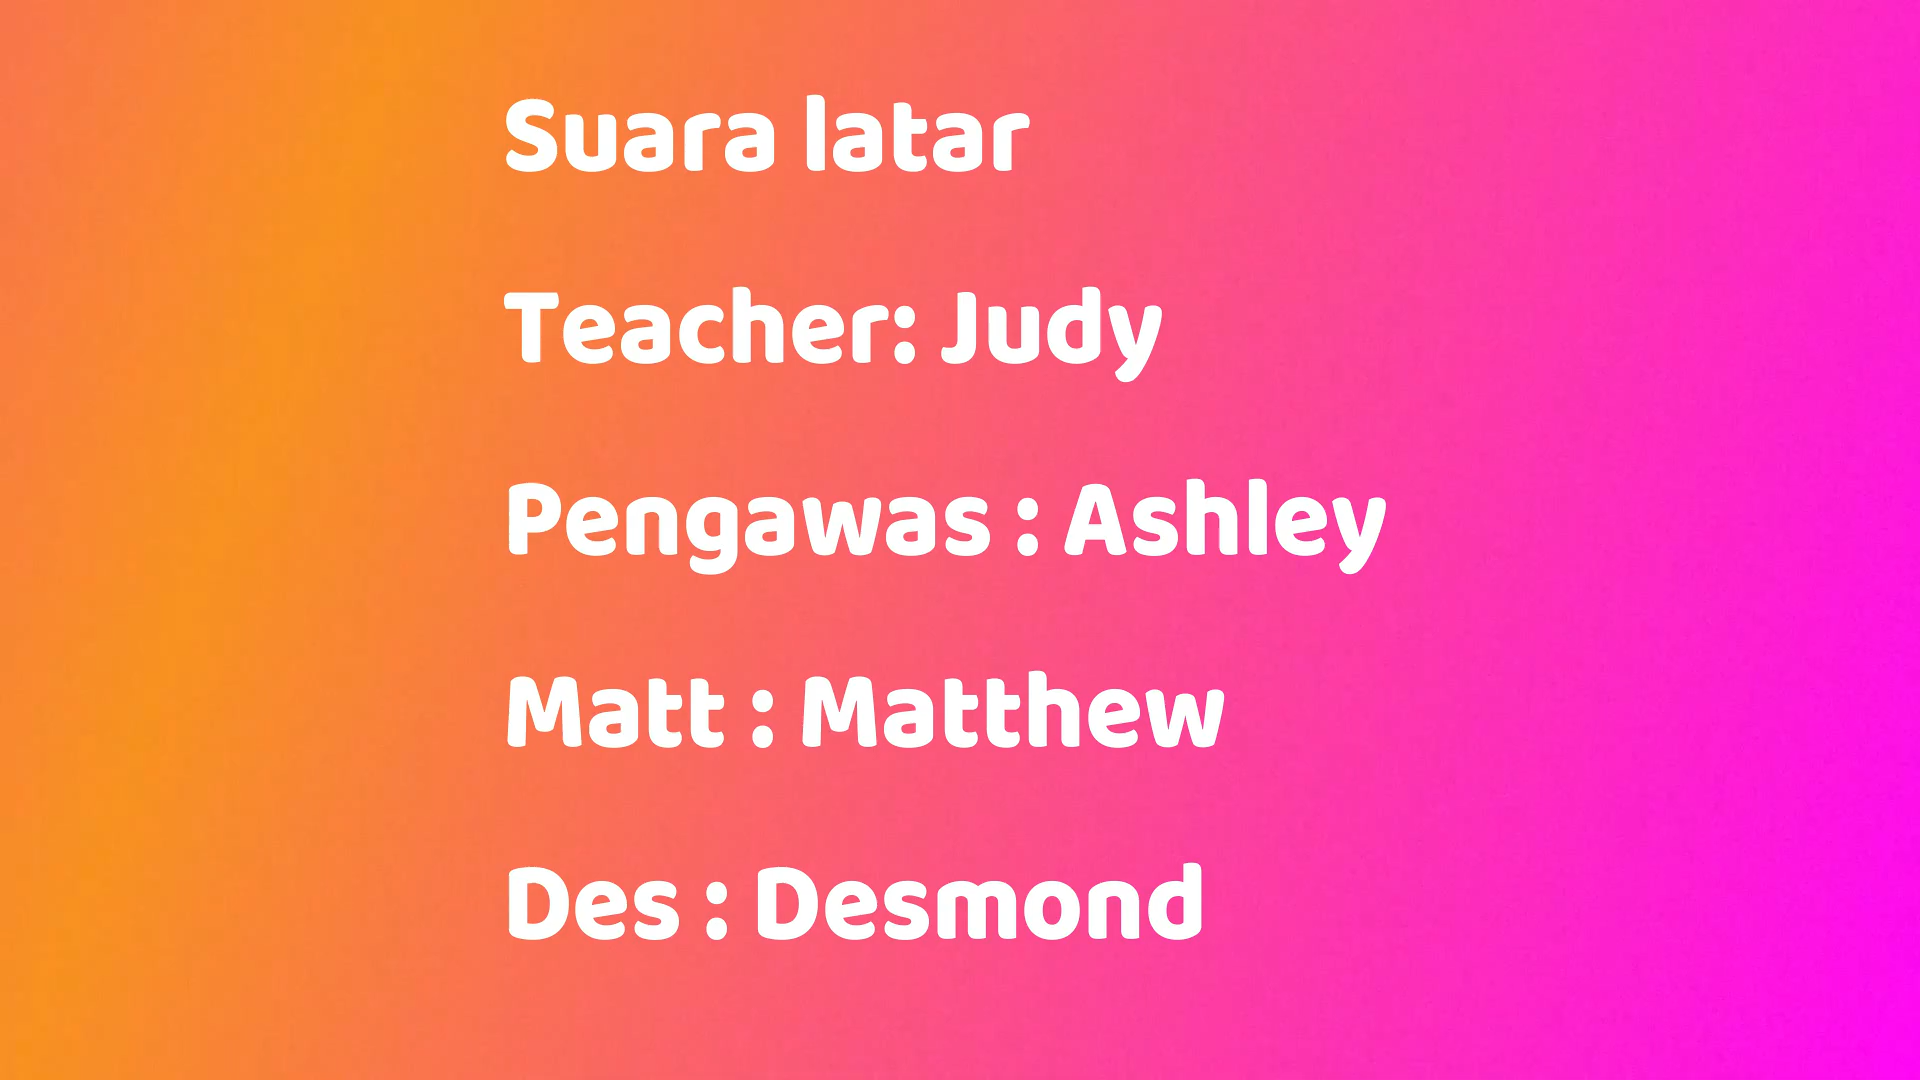 Suara latar
Teacher: Judy
Pengawas : Ashley
Matt : Matthew
Des : Desmond